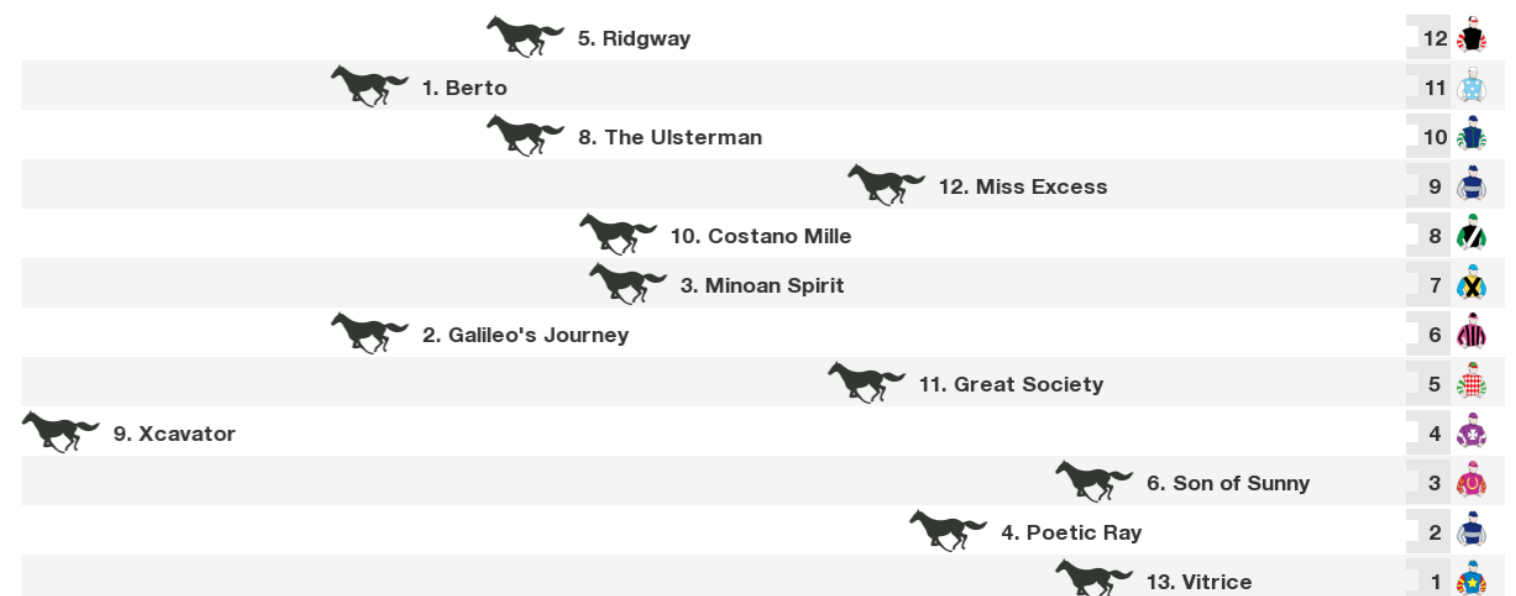 5. Ridgway 12
1. Berto 11
8. The Ulsterman 10
12. Miss Excess 9
10. Costano Mille 8
3. Minoan Spirit 7
2. Galileo's Journey 6
11. Great Society 5
9. Xcavator 4
6. Son of Sunny 3
4. Poetic Ray 2
13. Vitrice 1